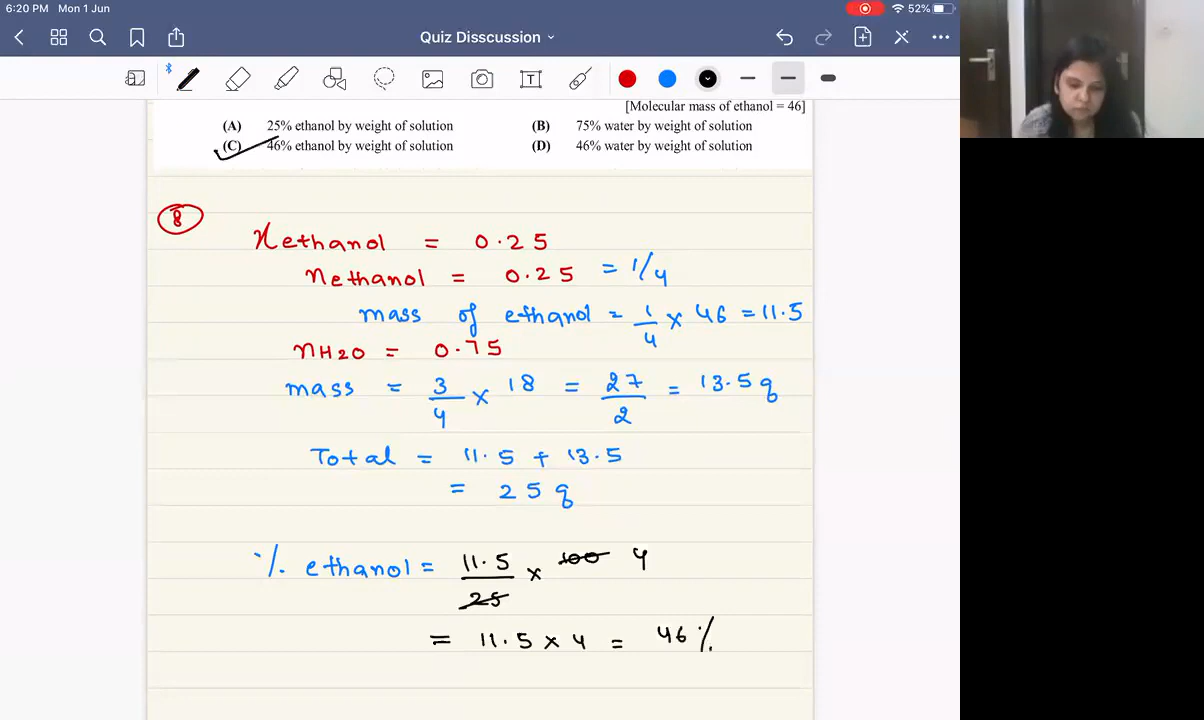 6:20 PM Mon 1 Jun
52%
Quiz Disscussion
[Molecular mass of ethanol = 46]
(A) 25% ethanol by weight of solution (B) 75% water by weight of solution
(C) 46% ethanol by weight of solution (D) 46% water by weight of solution
8
xethanol = 0.25
nethanol = 0.25 = 1/4
mass of ethanol = 1/4 × 46 = 11.5
nH2O = 0.75
mass = 3/4 × 18 = 27/2 = 13.5 g
Total = 11.5 + 13.5
= 25 g
% ethanol = 11.5/25 × 100 4
= 11.5 × 4 = 46 %